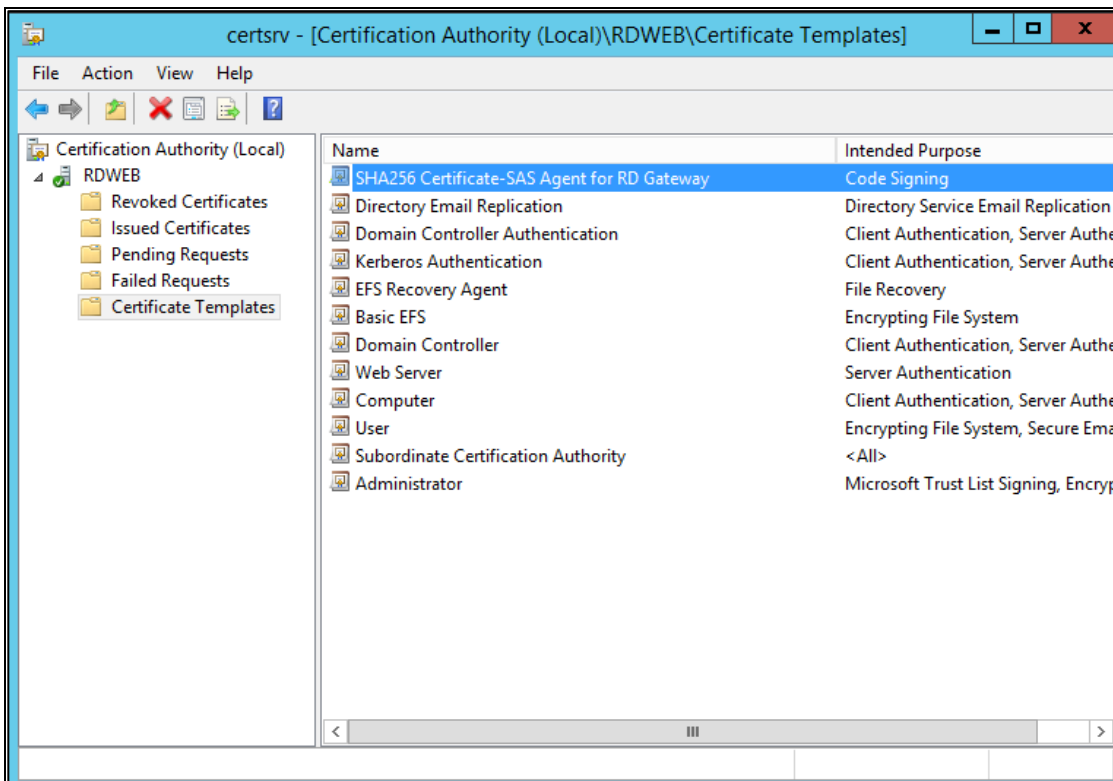 certsrv - [Certification Authority (Local)\RDWEB\Certificate Templates]
File Action View Help
Certification Authority (Local)
RDWEB
Revoked Certificates
Issued Certificates
Pending Requests
Failed Requests
Certificate Templates
Name Intended Purpose
SHA256 Certificate-SAS Agent for RD Gateway Code Signing
Directory Email Replication Directory Service Email Replication
Domain Controller Authentication Client Authentication, Server Authe
Kerberos Authentication Client Authentication, Server Authe
EFS Recovery Agent File Recovery
Basic EFS Encrypting File System
Domain Controller Client Authentication, Server Authe
Web Server Server Authentication
Computer Client Authentication, Server Authe
User Encrypting File System, Secure Ema
Subordinate Certification Authority <All>
Administrator Microsoft Trust List Signing, Encryp